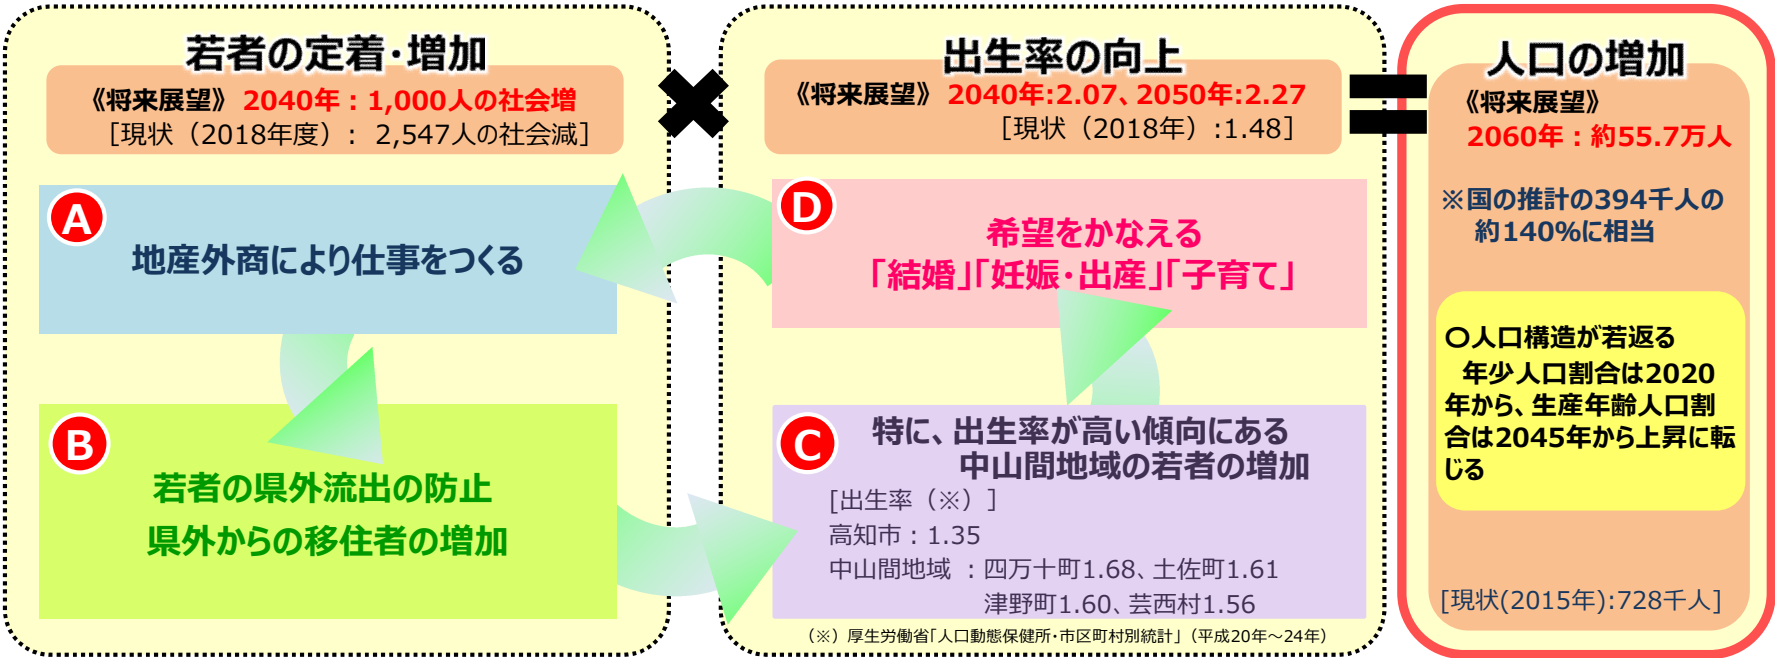 若者の定着・増加
《将来展望》 2040年：1,000人の社会増
［現状（2018年度）： 2,547人の社会減］
A
地産外商により仕事をつくる
B
若者の県外流出の防止
県外からの移住者の増加
✖
出生率の向上
《将来展望》 2040年:2.07、2050年:2.27
［現状（2018年）:1.48］
D
希望をかなえる
「結婚」「妊娠・出産」「子育て」
C
特に、出生率が高い傾向にある
中山間地域の若者の増加
[出生率（※）]
高知市：1.35
中山間地域 ：四万十町1.68、土佐町1.61
津野町1.60、芸西村1.56
（※）厚生労働省「人口動態保健所・市区町村別統計」（平成20年～24年）
＝
人口の増加
《将来展望》
2060年：約55.7万人
※国の推計の394千人の
約140%に相当
〇人口構造が若返る
年少人口割合は2020
年から、生産年齢人口割
合は2045年から上昇に転
じる
[現状(2015年):728千人]